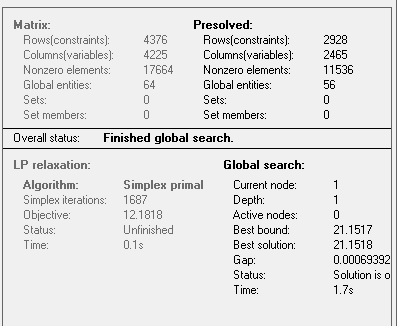 Matrix: Presolved:
Rows(constraints): 4376 Rows(constraints): 2928
Columns(variables): 4225 Columns(variables): 2465
Nonzero elements: 17664 Nonzero elements: 11536
Global entities: 64 Global entities: 56
Sets: 0 Sets: 0
Set members: 0 Set members: 0
Overall status: Finished global search.
LP relaxation: Global search:
Algorithm: Simplex primal Current node: 1
Simplex iterations: 1687 Depth: 1
Objective: 12.1818 Active nodes: 0
Status: Unfinished Best bound: 21.1517
Time: 0.1s Best solution: 21.1518
Gap: 0.00069392
Status: Solution is o
Time: 1.7s